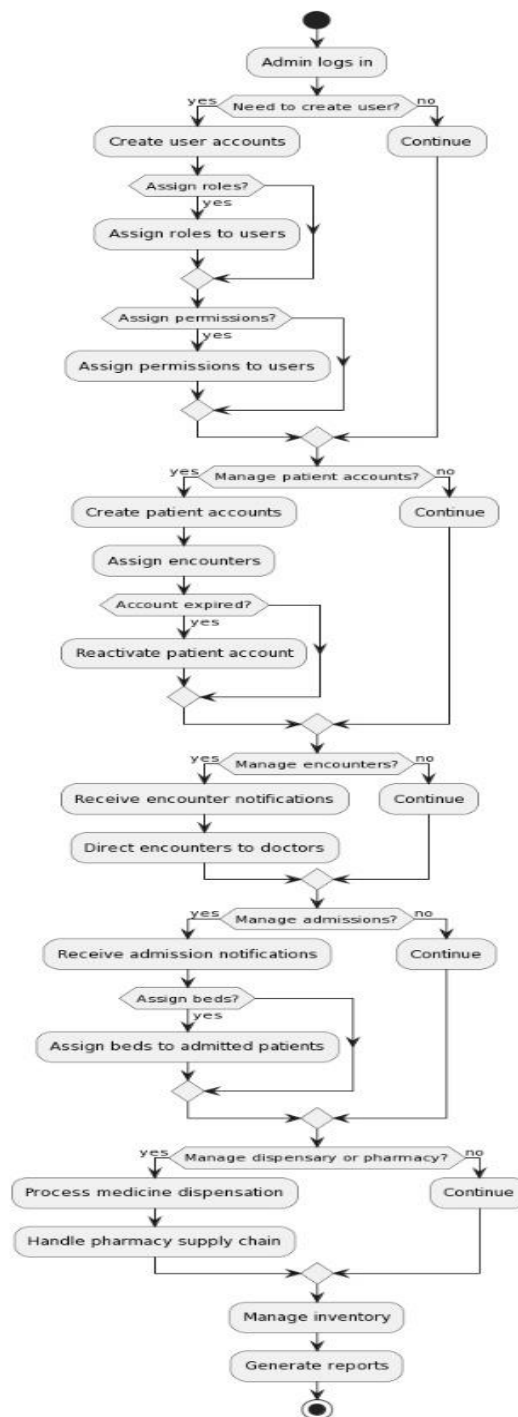 Admin logs in
yes Need to create user? no
Create user accounts Continue
Assign roles?
yes
Assign roles to users
Assign permissions?
yes
Assign permissions to users
yes Manage patient accounts? no
Create patient accounts Continue
Assign encounters
Account expired?
yes
Reactivate patient account
yes Manage encounters? no
Receive encounter notifications Continue
Direct encounters to doctors
yes Manage admissions? no
Receive admission notifications Continue
Assign beds?
yes
Assign beds to admitted patients
yes Manage dispensary or pharmacy? no
Process medicine dispensation Continue
Handle pharmacy supply chain
Manage inventory
Generate reports